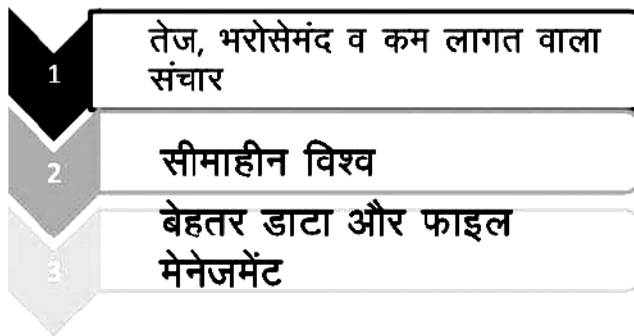 1
तेज, भरोसेमंद व कम लागत वाला
संचार
2
सीमाहीन विश्व
3
बेहतर डाटा और फाइल
मेनेजमेंट